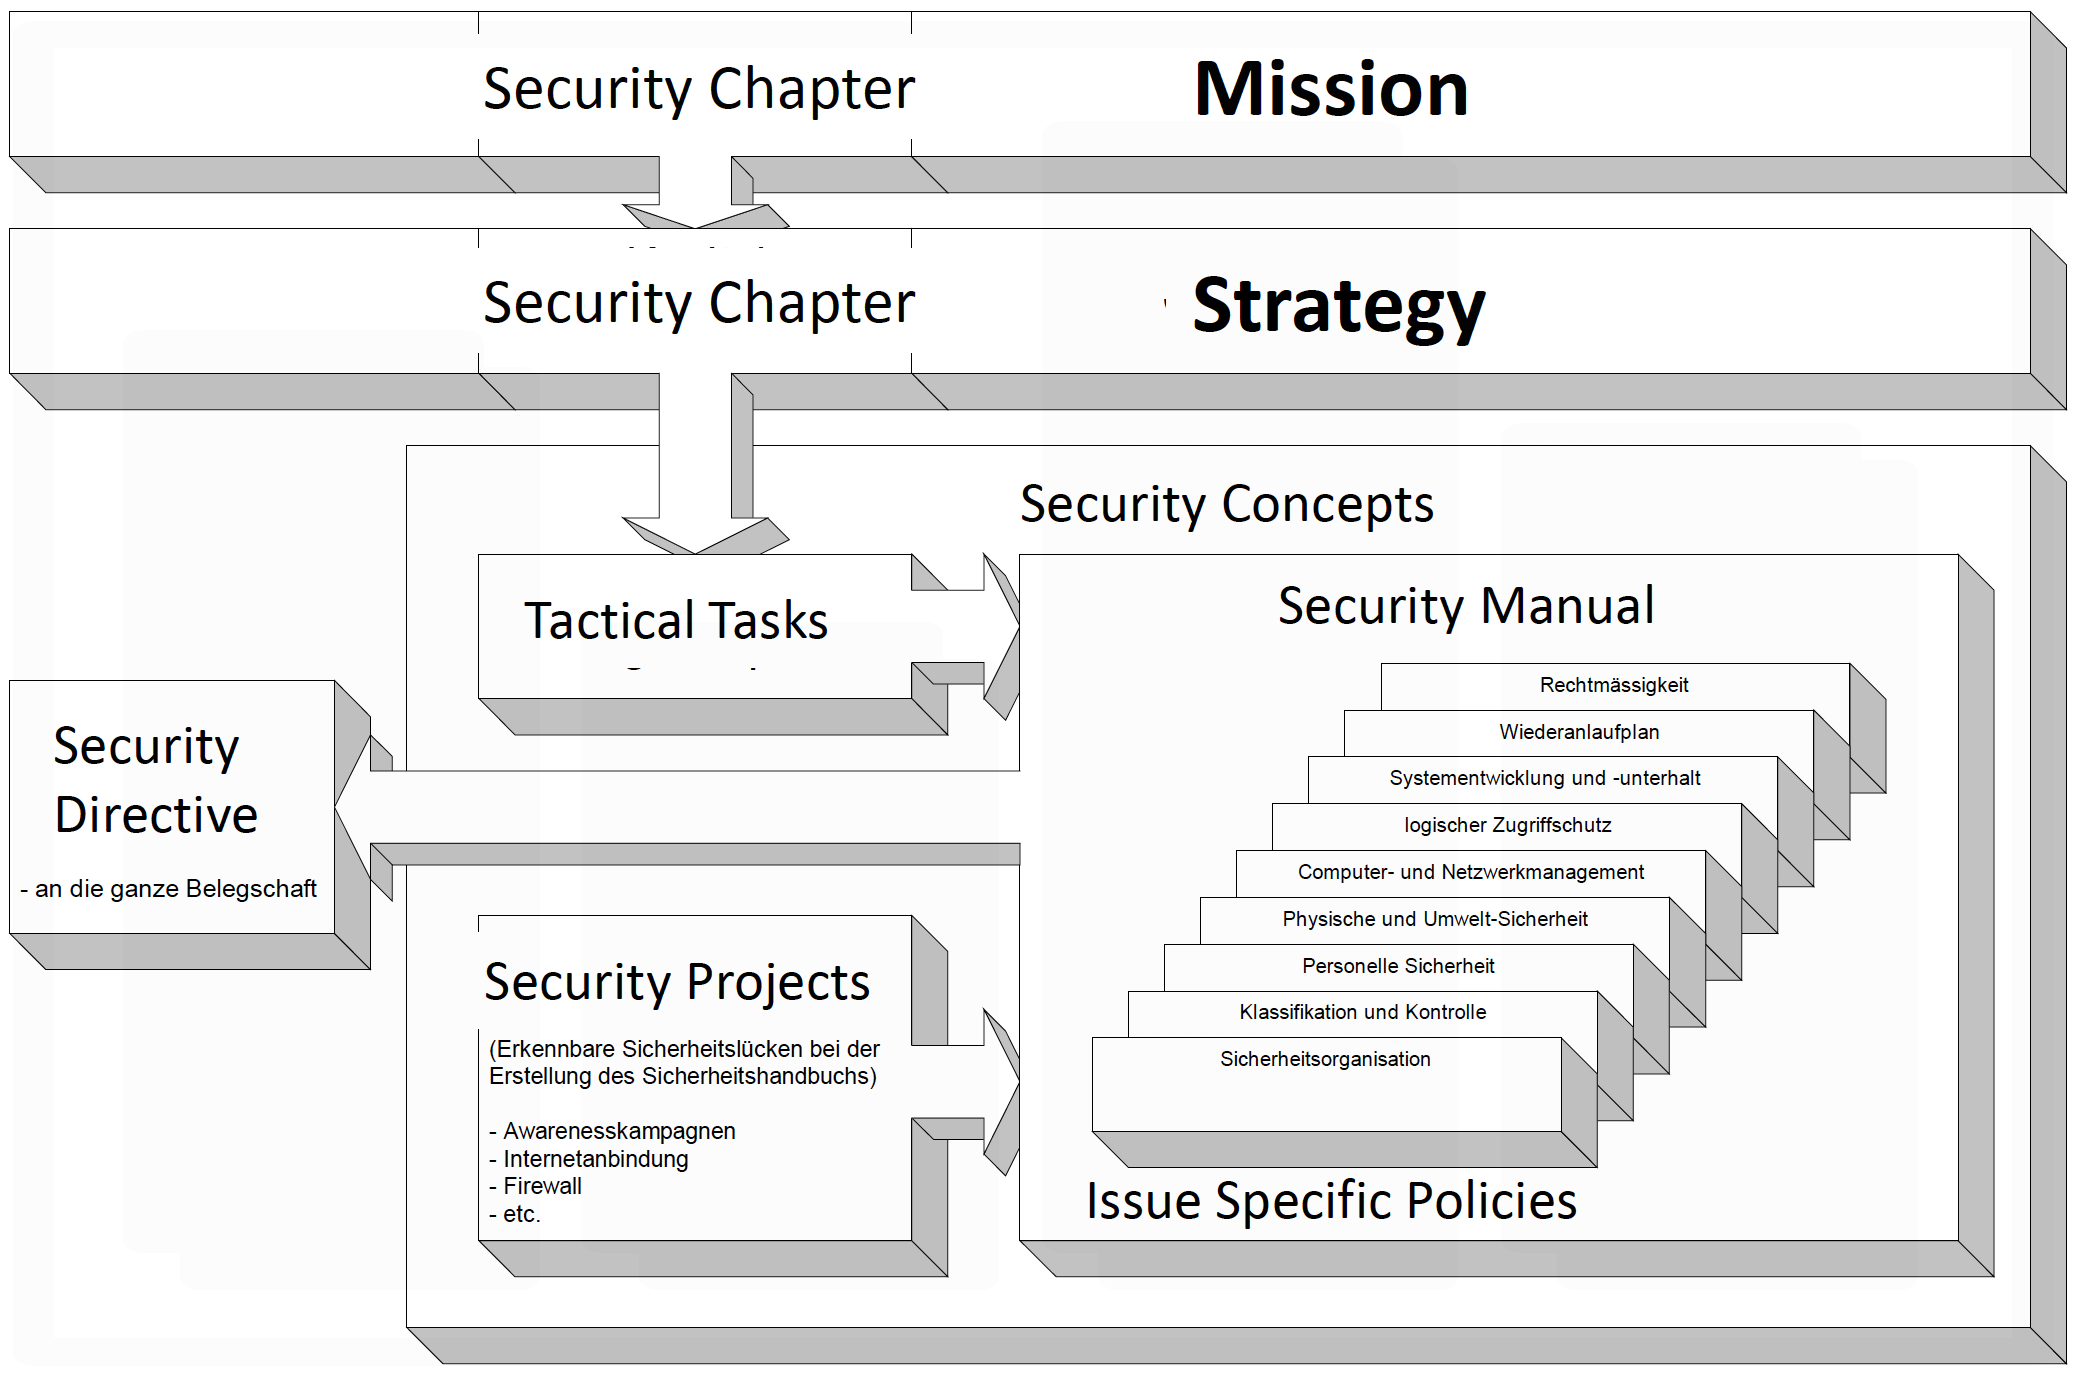 Security Chapter
Mission
Security Chapter
Strategy
Security Concepts
Tactical Tasks
Security Manual
Rechtmässigkeit
Wiederanlaufplan
Systementwicklung und -unterhalt
logischer Zugriffschutz
Computer- und Netzwerkmanagement
Physische und Umwelt-Sicherheit
Personelle Sicherheit
Klassifikation und Kontrolle
Sicherheitsorganisation
Issue Specific Policies
Security
Directive
- an die ganze Belegschaft
Security Projects
(Erkennbare Sicherheitslücken bei der
Erstellung des Sicherheitshandbuchs)
- Awarenesskampagnen
- Internetanbindung
- Firewall
- etc.